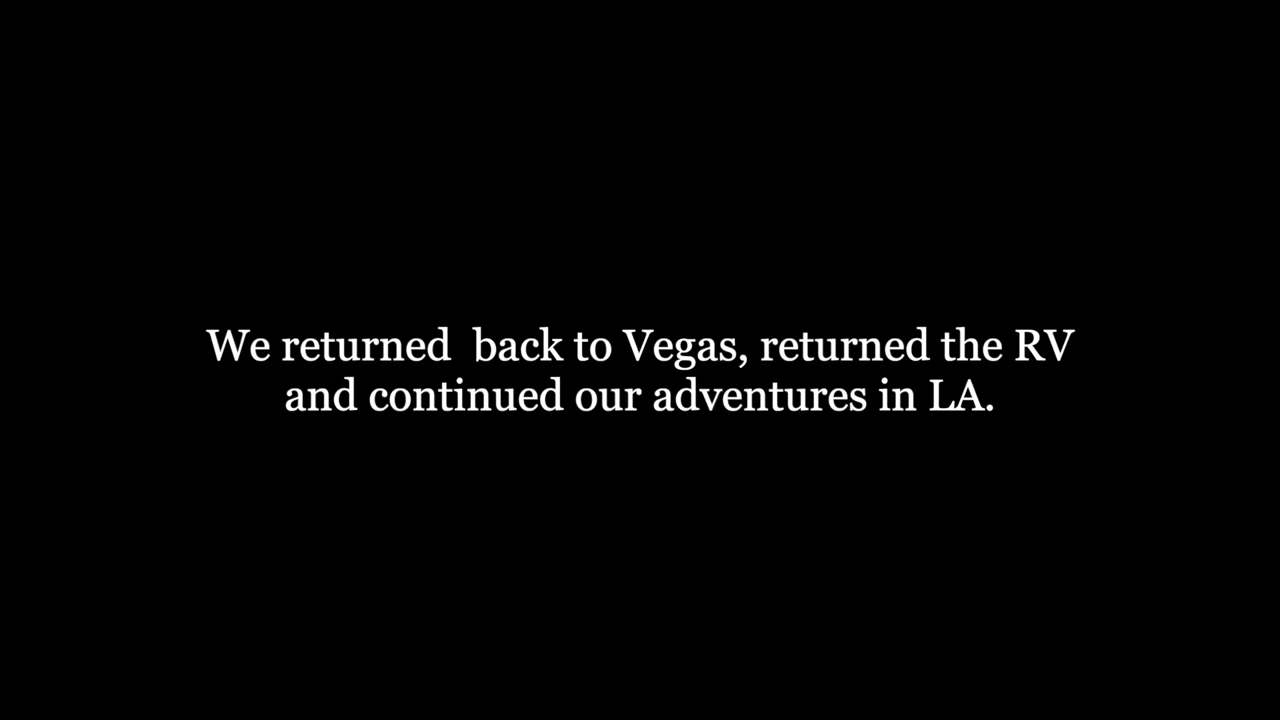 We returned  back to Vegas, returned the RV
and continued our adventures in LA.